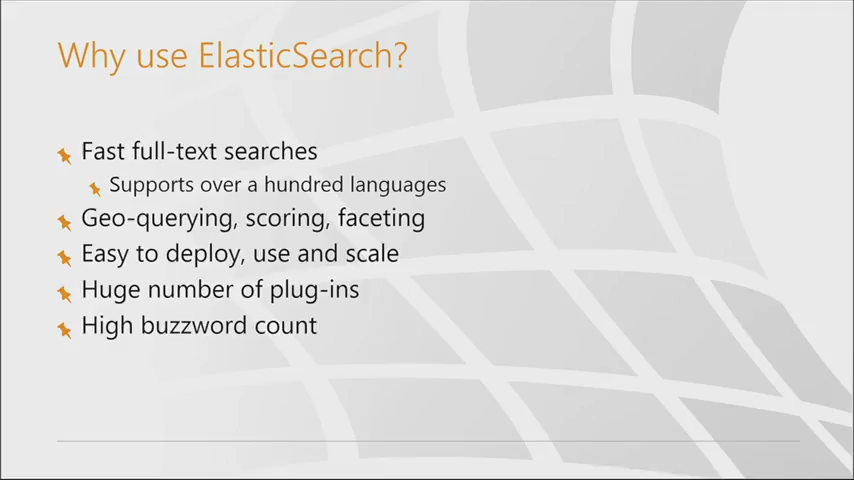 Why use ElasticSearch?
Fast full-text searches
Supports over a hundred languages
Geo-querying, scoring, faceting
Easy to deploy, use and scale
Huge number of plug-ins
High buzzword count